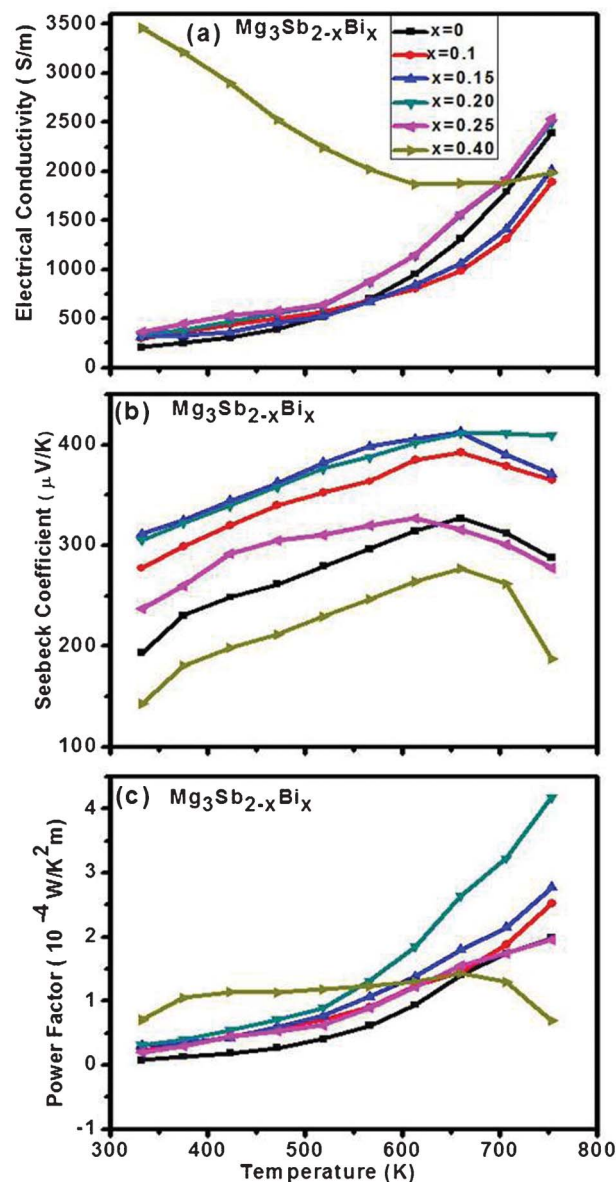 (a) Mg3Sb2-xBix
x=0
x=0.1
x=0.15
x=0.20
x=0.25
x=0.40
Electrical Conductivity ( S/m)
3500
3000
2500
2000
1500
1000
500
0
(b) Mg3Sb2-xBix
Seebeck Coefficient ( μV/K)
400
300
200
100
(c) Mg3Sb2-xBix
Power Factor ( 10 -4 W/K2m)
4
3
2
1
0
-1
300 400 500 600 700 800
Temperature (K)